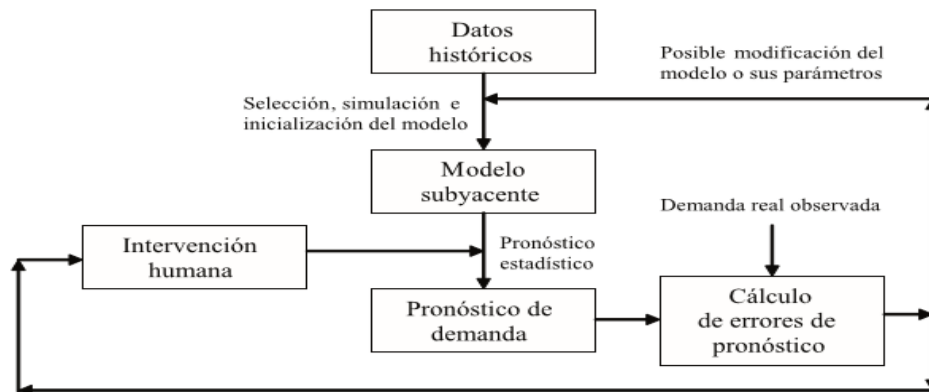 Datos
históricos
Posible modificación del
modelo o sus parámetros
Selección, simulación e
inicialización del modelo
Modelo
subyacente
Demanda real observada
Intervención
humana
Pronóstico
estadístico
Pronóstico de
demanda
Cálculo
de errores de
pronóstico